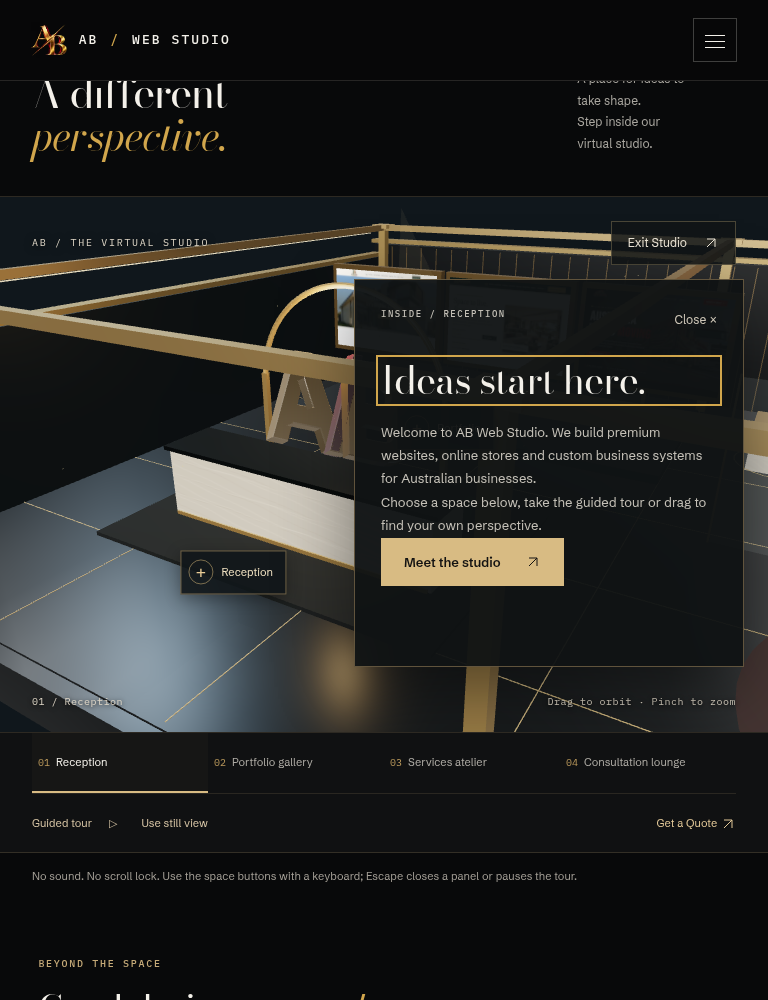 AB / WEB STUDIO
A different
perspective.
A place for ideas to
take shape.
Step inside our
virtual studio.
AB / THE VIRTUAL STUDIO
Exit Studio
INSIDE / RECEPTION
Close ×
Ideas start here.
Welcome to AB Web Studio. We build premium
websites, online stores and custom business systems
for Australian businesses.
Choose a space below, take the guided tour or drag to
find your own perspective.
Meet the studio
+ Reception
01 / Reception
Drag to orbit · Pinch to zoom
01 Reception
02 Portfolio gallery
03 Services atelier
04 Consultation lounge
Guided tour ▷
Use still view
Get a Quote
No sound. No scroll lock. Use the space buttons with a keyboard; Escape closes a panel or pauses the tour.
BEYOND THE SPACE